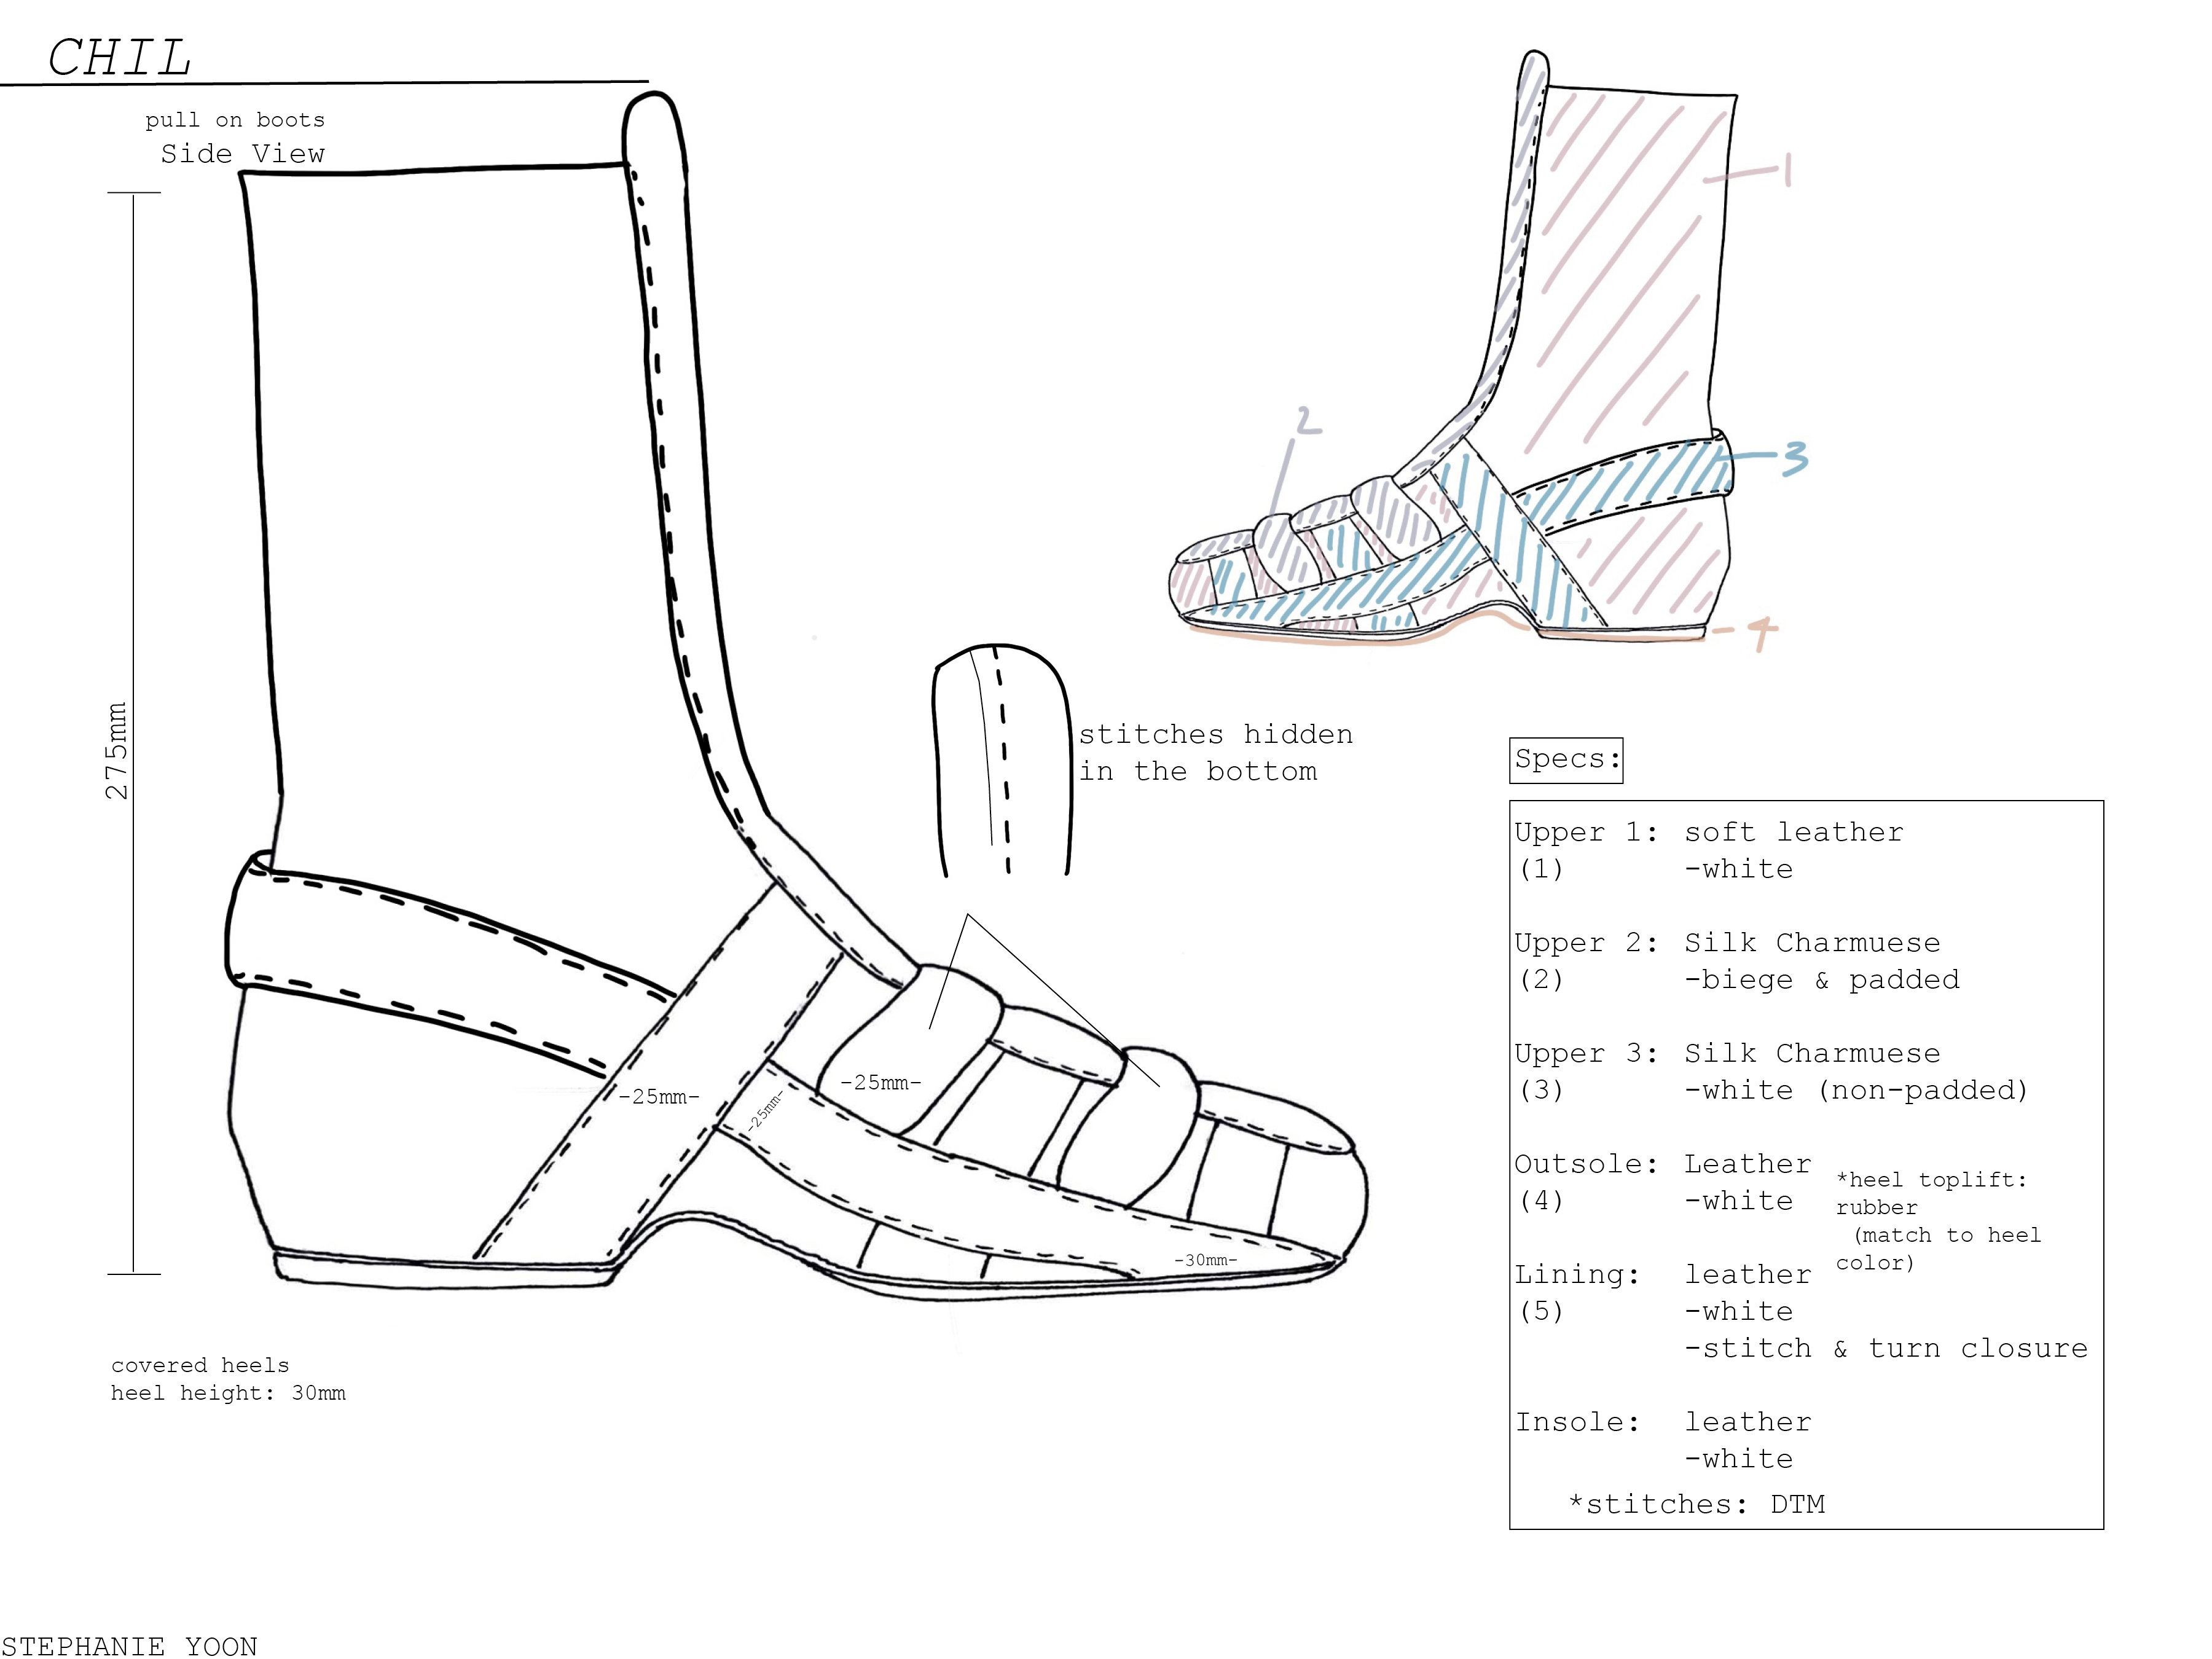 CHIL
pull on boots
Side View
275mm
covered heels
heel height: 30mm
-25mm-
-25mm-
-25mm-
-30mm-
stitches hidden
in the bottom
1
2
3
4
Specs:
Upper 1: soft leather
(1) -white
Upper 2: Silk Charmuese
(2) -biege & padded
Upper 3: Silk Charmuese
(3) -white (non-padded)
Outsole: Leather
(4) -white
*heel toplift:
rubber
(match to heel
color)
Lining: leather
(5) -white
-stitch & turn closure
Insole: leather
-white
*stitches: DTM
STEPHANIE YOON